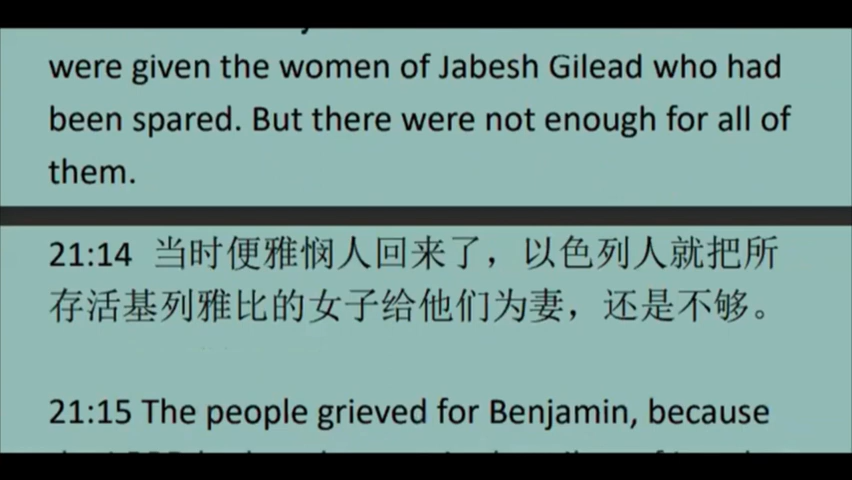 were given the women of Jabesh Gilead who had
been spared. But there were not enough for all of
them.
21:14 当时便雅悯人回来了，以色列人就把所
存活基列雅比的女子给他们为妻，还是不够。
21:15 The people grieved for Benjamin, because